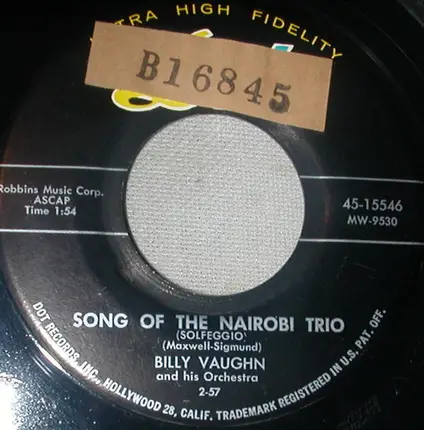 ULTRA HIGH FIDELITY
B16845
Robbins Music Corp.
ASCAP
Time 1:54
45-15546
MW-9530
SONG OF THE NAIROBI TRIO
(SOLFEGGIO)
(Maxwell-Sigmund)
BILLY VAUGHN
and his Orchestra
2-57
DOT RECORDS, INC., HOLLYWOOD 28, CALIF. TRADEMARK REGISTERED IN U.S. PAT. OFF.